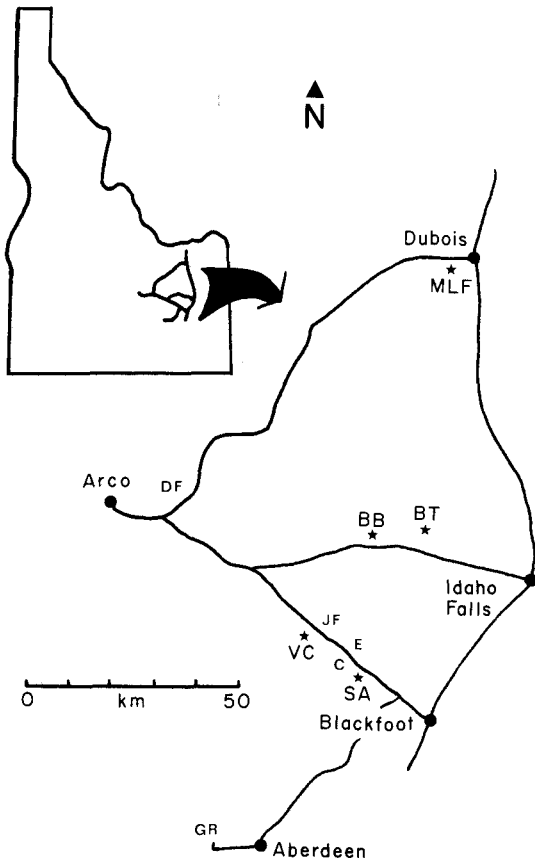 N
Dubois
MLF
Arco
DF
BB
BT
Idaho
Falls
JF
VC
E
C
SA
0
km
50
Blackfoot
GR
Aberdeen